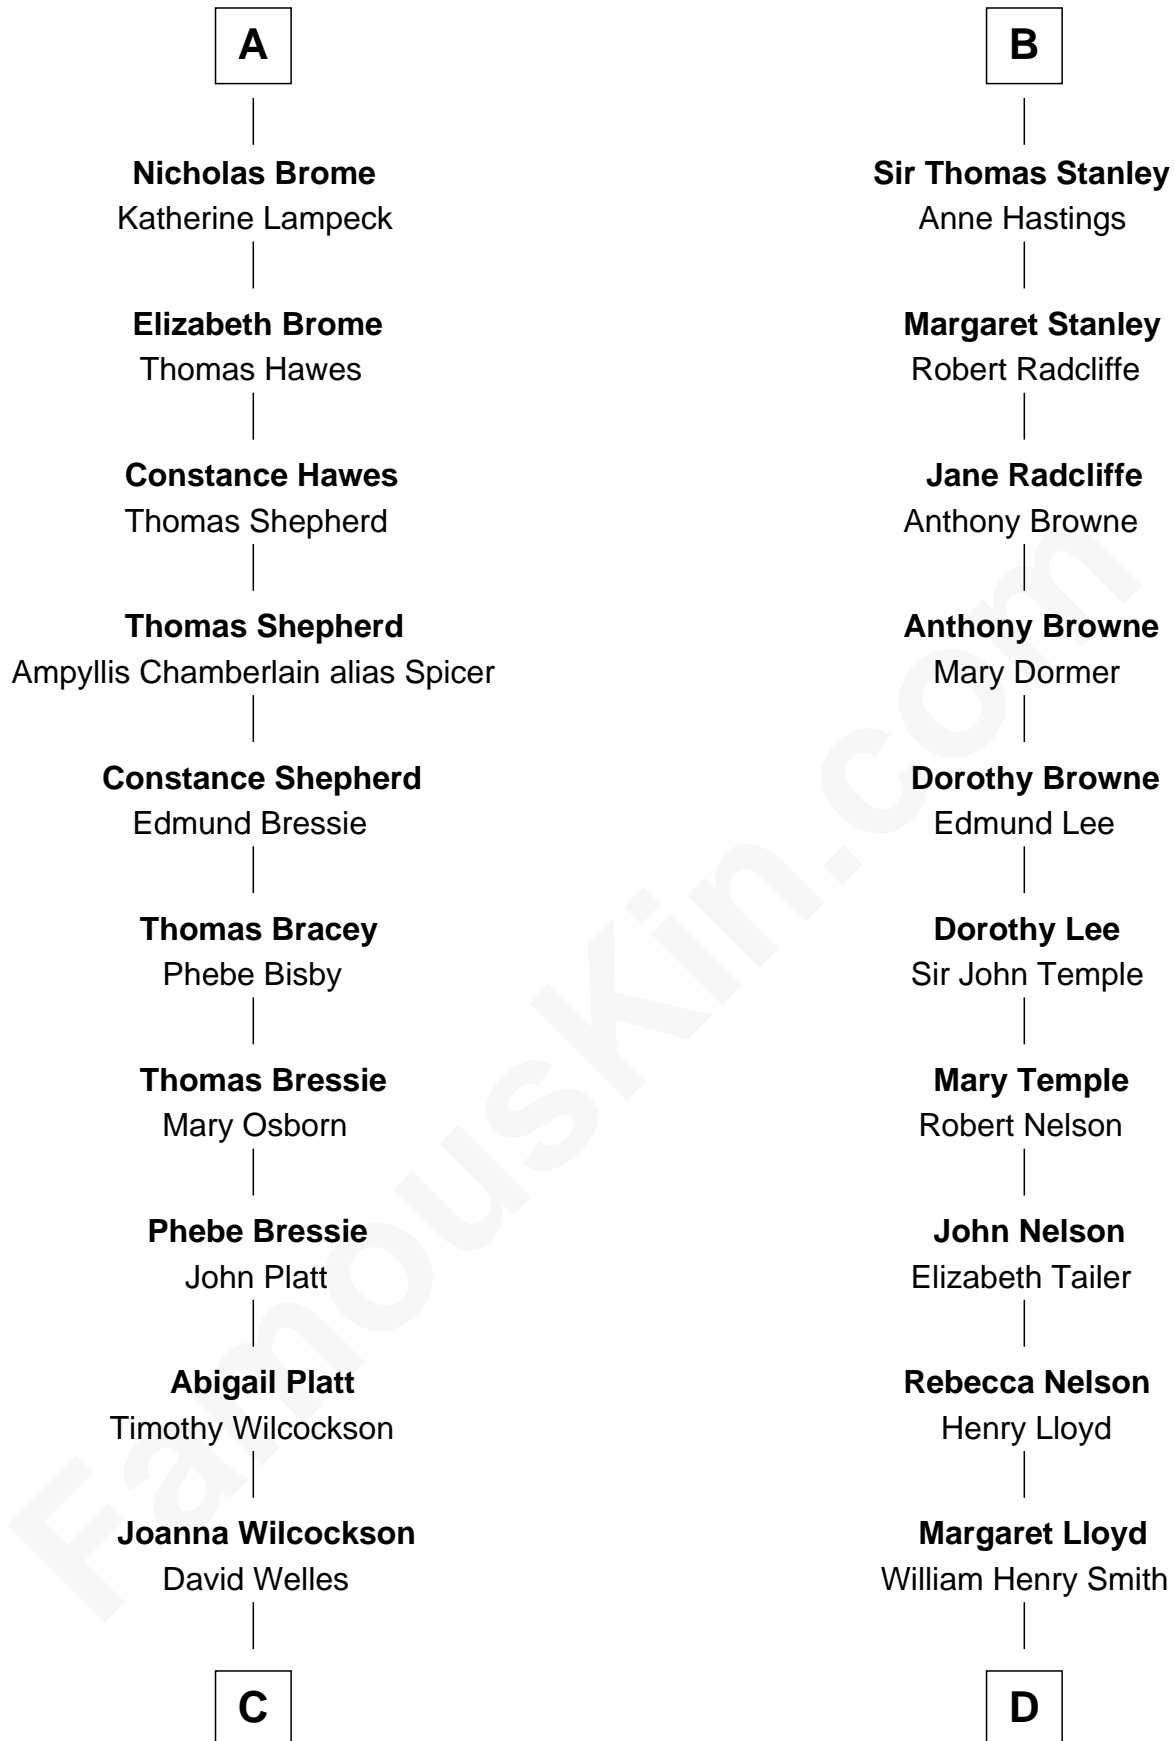 A
Nicholas Brome
Katherine Lampeck
Elizabeth Brome
Thomas Hawes
Constance Hawes
Thomas Shepherd
Thomas Shepherd
Ampyllis Chamberlain alias Spicer
Constance Shepherd
Edmund Bressie
Thomas Bracey
Phebe Bisby
Thomas Bressie
Mary Osborn
Phebe Bressie
John Platt
Abigail Platt
Timothy Wilcockson
Joanna Wilcockson
David Welles
C
B
Sir Thomas Stanley
Anne Hastings
Margaret Stanley
Robert Radcliffe
Jane Radcliffe
Anthony Browne
Anthony Browne
Mary Dormer
Dorothy Browne
Edmund Lee
Dorothy Lee
Sir John Temple
Mary Temple
Robert Nelson
John Nelson
Elizabeth Tailer
Rebecca Nelson
Henry Lloyd
Margaret Lloyd
William Henry Smith
D
FamousKin.com